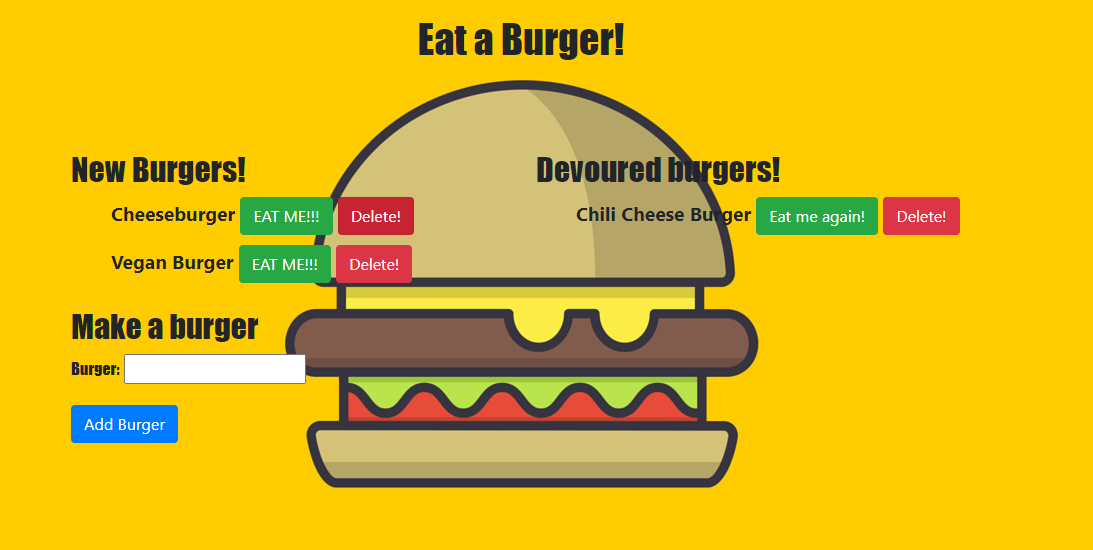 Eat a Burger!
New Burgers!
Cheeseburger EAT ME!!! Delete!
Vegan Burger EAT ME!!! Delete!
Make a burger
Burger:
Add Burger
Devoured burgers!
Chili Cheese Burger Eat me again! Delete!